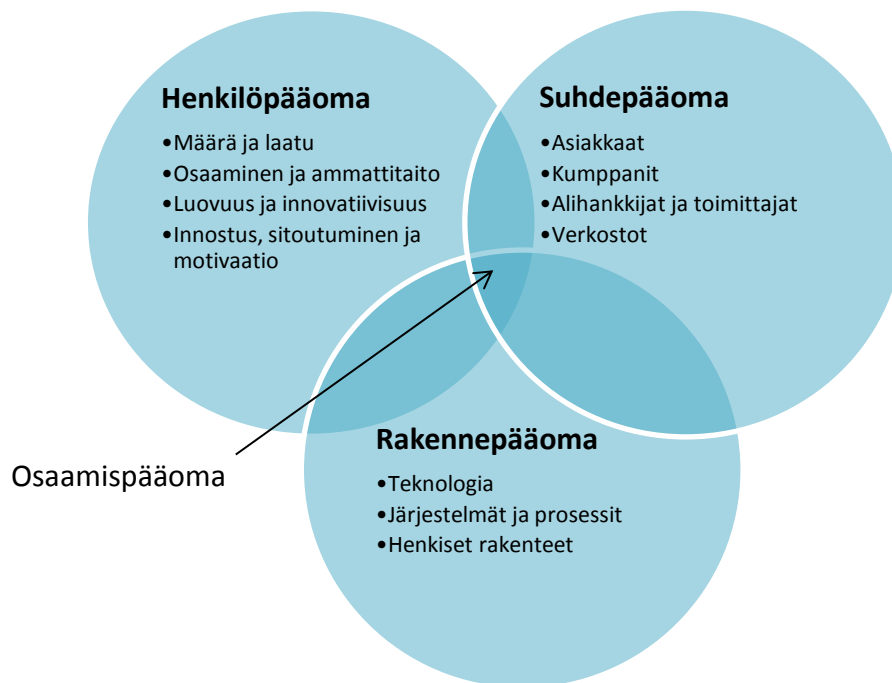 Henkilöpääoma
•Määrä ja laatu
•Osaaminen ja ammattitaito
•Luovuus ja innovatiivisuus
•Innostus, sitoutuminen ja
motivaatio
Suhdepääoma
•Asiakkaat
•Kumppanit
•Alihankkijat ja toimittajat
•Verkostot
Rakennepääoma
•Teknologia
•Järjestelmät ja prosessit
•Henkiset rakenteet
Osaamispääoma